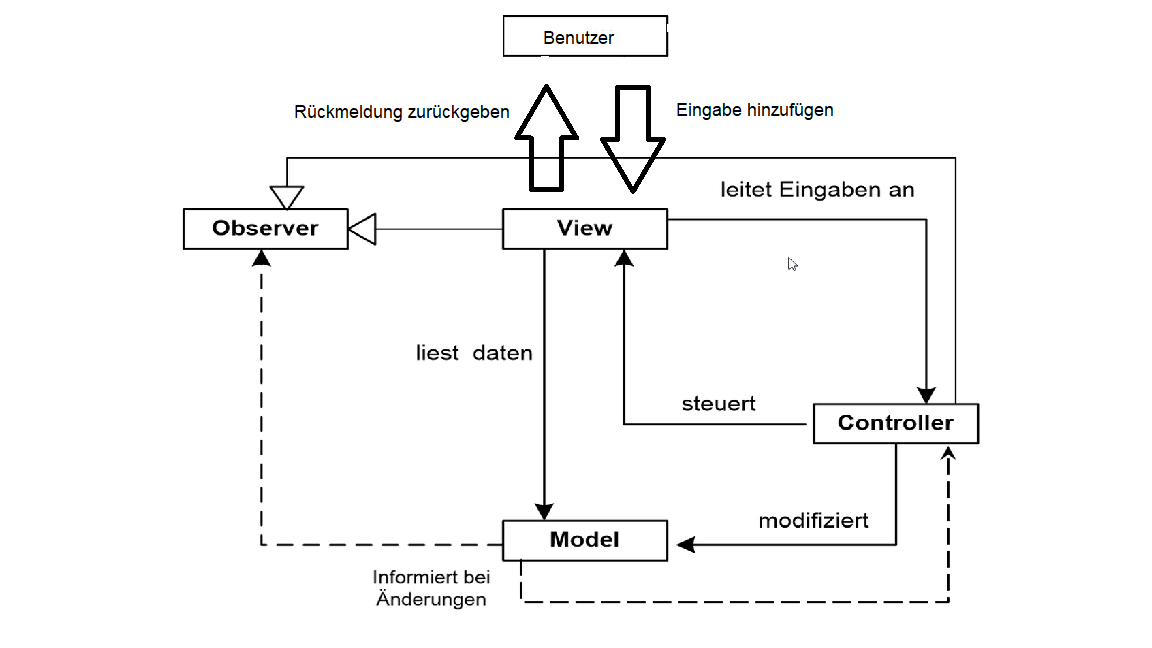 Benutzer
Rückmeldung zurückgeben
Eingabe hinzufügen
leitet Eingaben an
Observer
View
liest daten
steuert
Controller
modifiziert
Model
Informiert bei
Änderungen